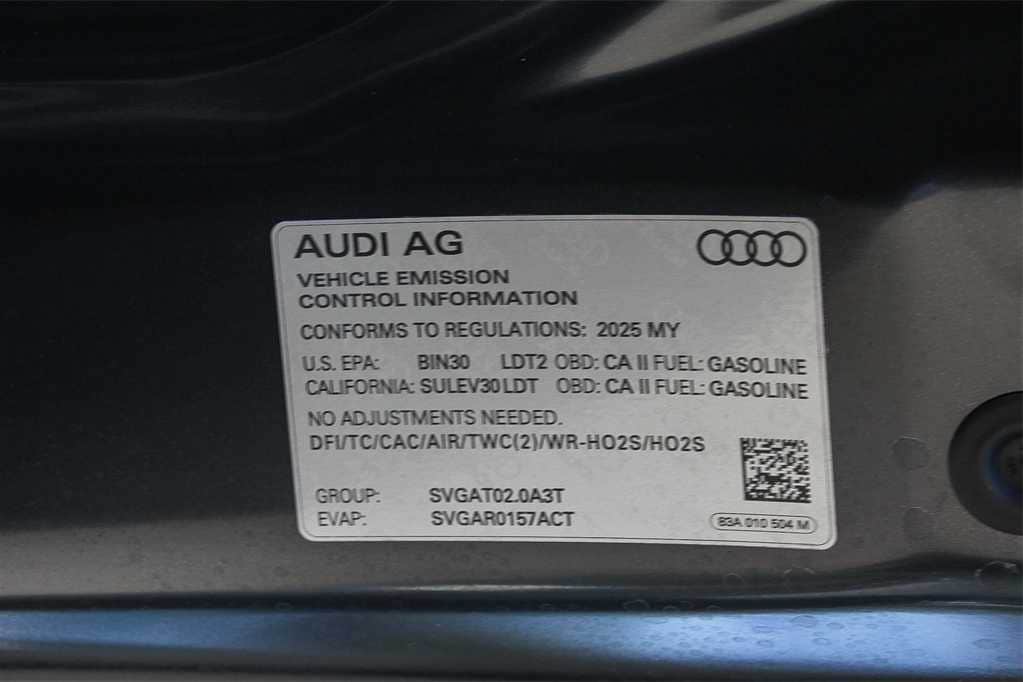 AUDI AG
VEHICLE EMISSION
CONTROL INFORMATION
CONFORMS TO REGULATIONS: 2025 MY
U.S. EPA: BIN30 LDT2 OBD: CA II FUEL: GASOLINE
CALIFORNIA: SULEV30 LDT OBD: CA II FUEL: GASOLINE
NO ADJUSTMENTS NEEDED.
DFI/TC/CAC/AIR/TWC(2)/WR-HO2S/HO2S
GROUP: SVGAT02.0A3T
EVAP: SVGAR0157ACT
83A 010 504 M